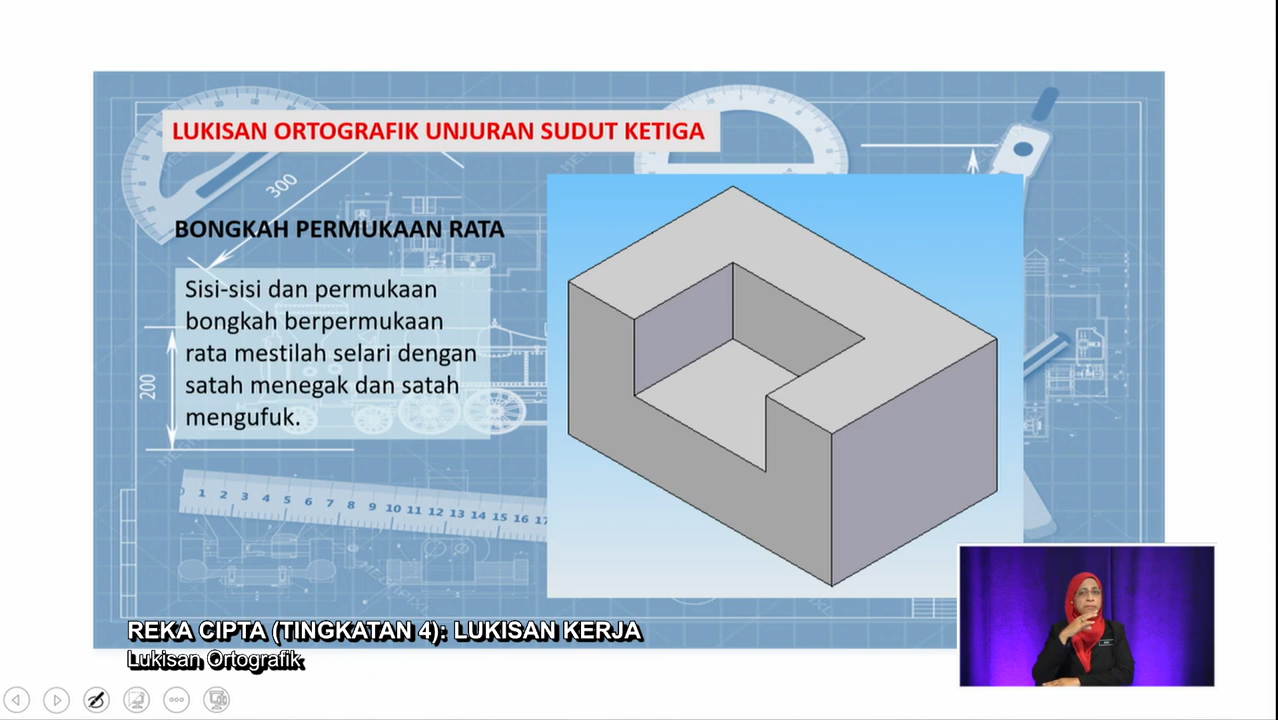 LUKISAN ORTOGRAFIK UNJURAN SUDUT KETIGA
300
BONGKAH PERMUKAAN RATA
Sisi-sisi dan permukaan
bongkah berpermukaan
rata mestilah selari dengan
satah menegak dan satah
mengufuk.
200
0 1 2 3 4 5 6 7 8 9 10 11 12 13 14 15 16 17
REKA CIPTA (TINGKATAN 4): LUKISAN KERJA
Lukisan Ortografik